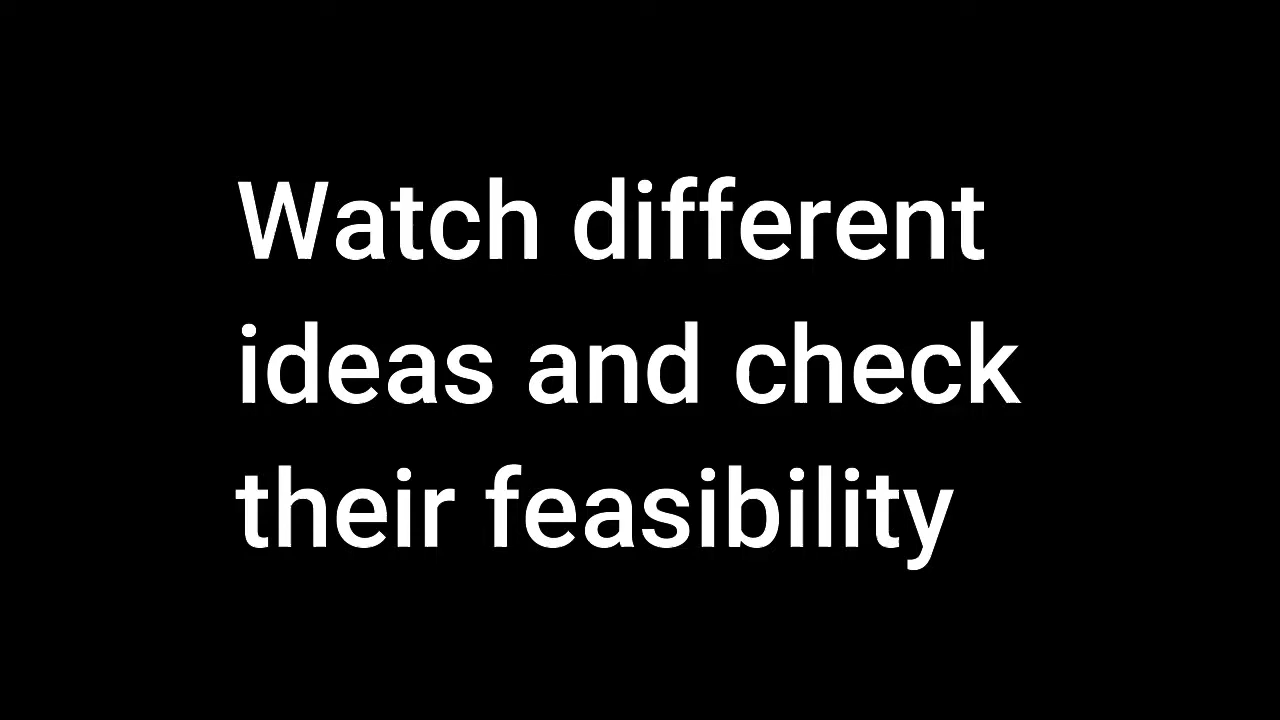 Watch different
ideas and check
their feasibility